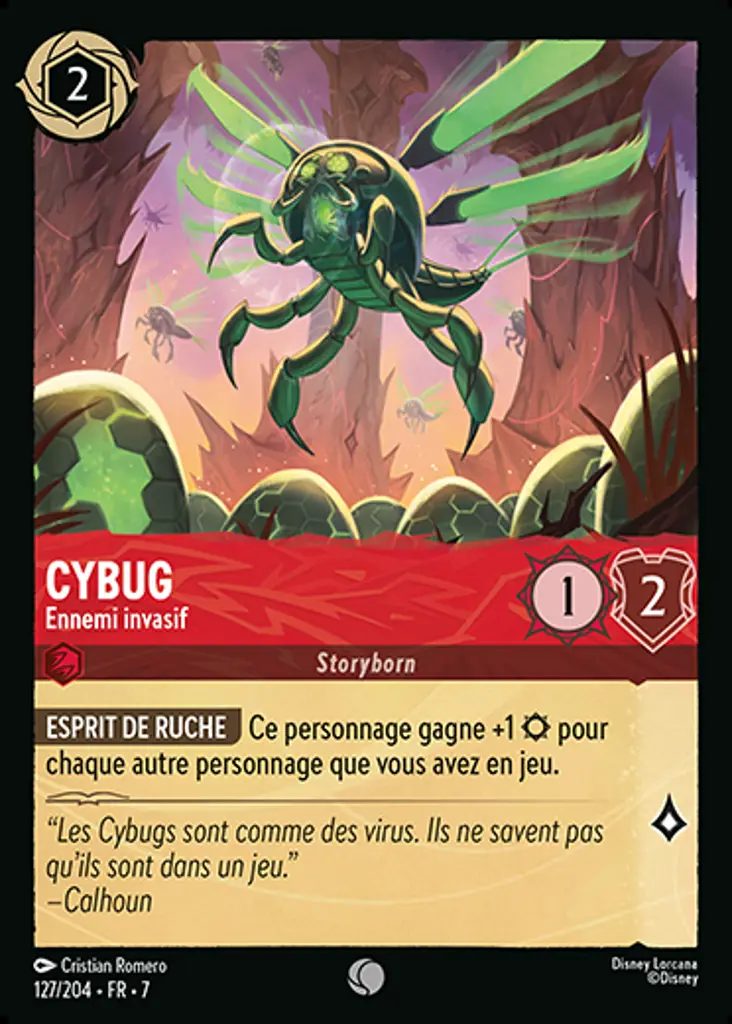 2
CYBUG
Ennemi invasif
1
2
Storyborn
ESPRIT DE RUCHE Ce personnage gagne +1 pour
chaque autre personnage que vous avez en jeu.
“Les Cybugs sont comme des virus. Ils ne savent pas
qu’ils sont dans un jeu.”
–Calhoun
Cristian Romero
127/204 • FR • 7
Disney Lorcana
©Disney